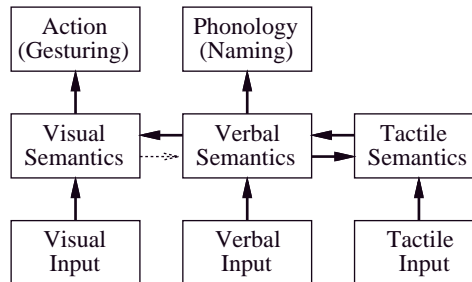 Action
(Gesturing)
Phonology
(Naming)
Visual
Semantics
Verbal
Semantics
Tactile
Semantics
Visual
Input
Verbal
Input
Tactile
Input